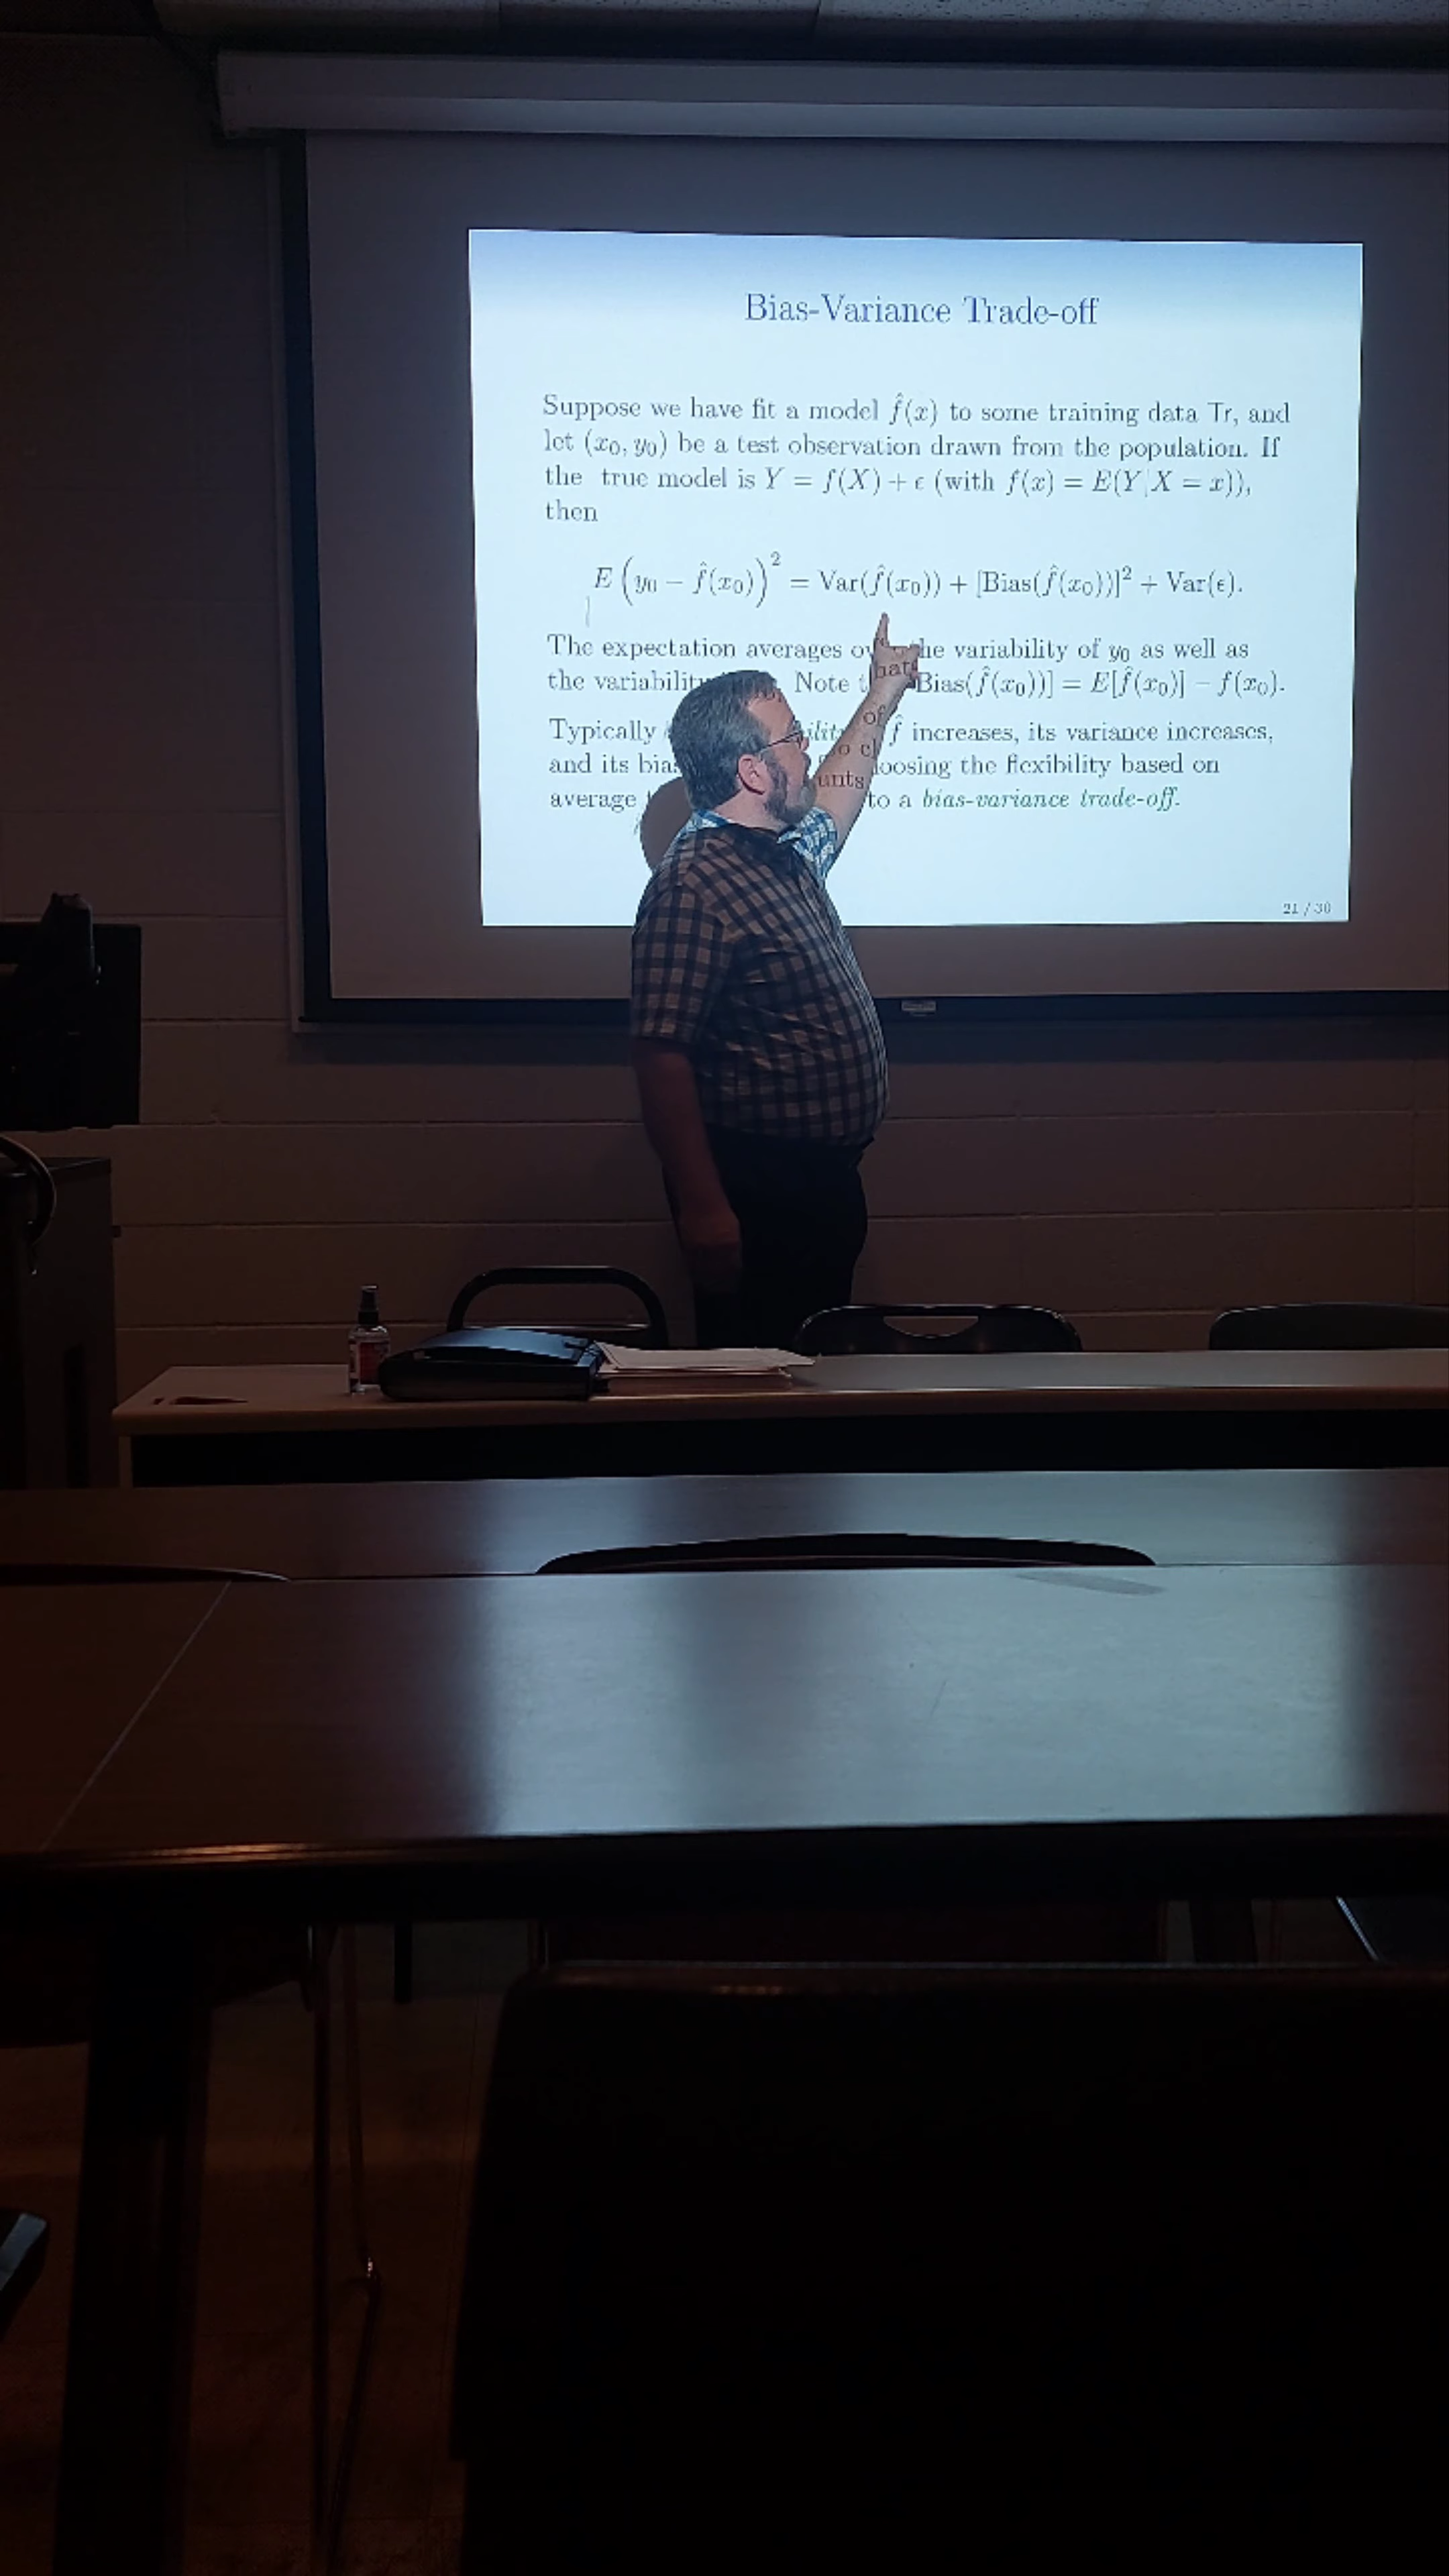 Bias-Variance Trade-off
Suppose we have fit a model f̂(x) to some training data Tr, and
let (x₀, y₀) be a test observation drawn from the population. If
the true model is Y = f(X) + ϵ (with f(x) = E(Y|X = x)),
then
E (y₀ − f̂(x₀))² = Var(f̂(x₀)) + [Bias(f̂(x₀))]² + Var(ϵ).
The expectation averages the variability of y₀ as well as
the variability Note that Bias(f̂(x₀))] = E[f̂(x₀)] − f(x₀).
Typically of f̂ increases, its variance increases,
and its choosing the flexibility based on
average to a bias-variance trade-off.
21 / 30